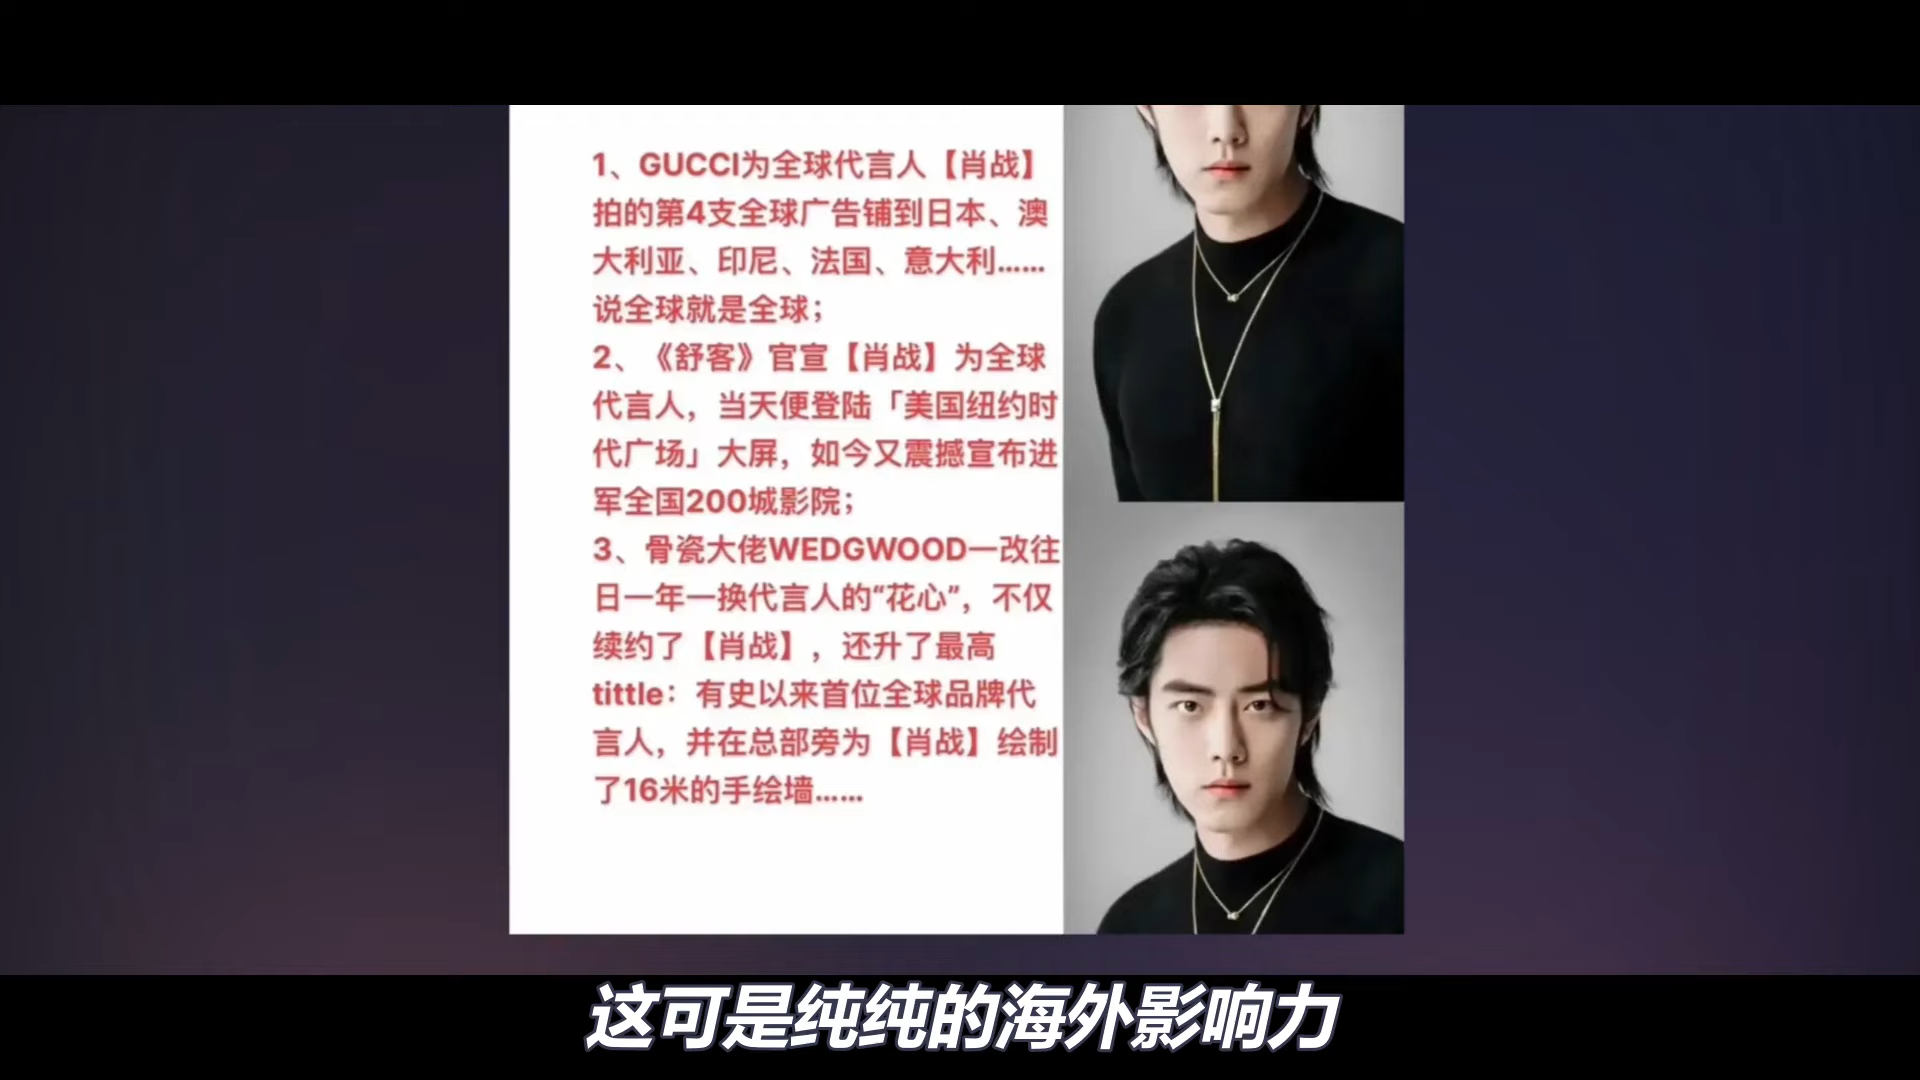 1、GUCCI为全球代言人【肖战】
拍的第4支全球广告铺到日本、澳
大利亚、印尼、法国、意大利……
说全球就是全球；
2、《舒客》官宣【肖战】为全球
代言人，当天便登陆「美国纽约时
代广场」大屏，如今又震撼宣布进
军全国200城影院；
3、骨瓷大佬WEDGWOOD一改往
日一年一换代言人的“花心”，不仅
续约了【肖战】，还升了最高
tittle：有史以来首位全球品牌代
言人，并在总部旁为【肖战】绘制
了16米的手绘墙……
这可是纯纯的海外影响力